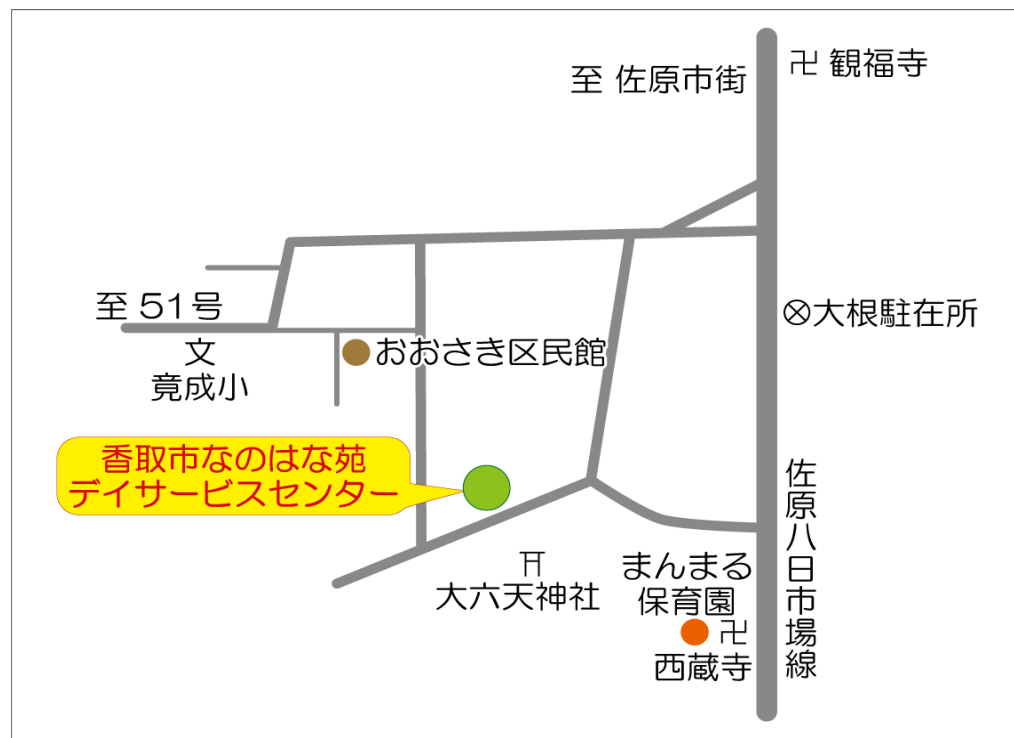 卍 観福寺
至 佐原市街
至 51号
⊗大根駐在所
文
竟成小
おおさき区民館
香取市なのはな苑
デイサービスセンター
佐原八日市場線
大六天神社
まんまる
保育園
卍
西蔵寺